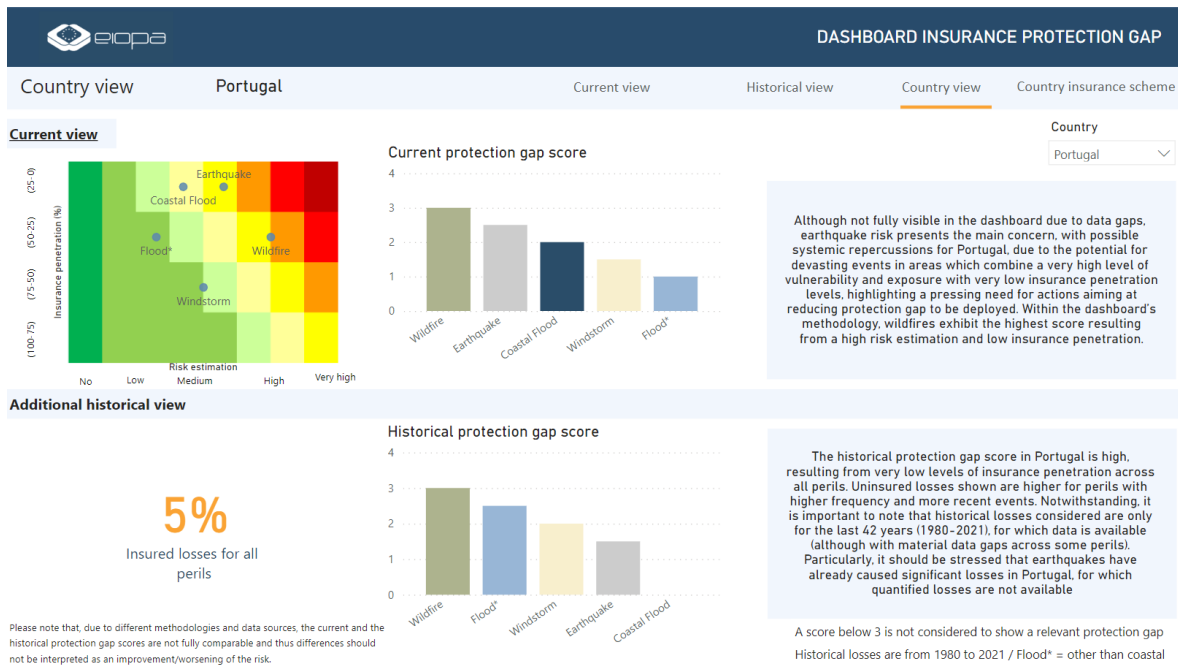 eiopa
DASHBOARD INSURANCE PROTECTION GAP
Country view
Portugal
Current view
Historical view
Country view
Country insurance scheme
Current view
Country
Portugal
Insurance penetration (%)
(25-0)
(50-25)
(75-50)
(100-75)
Earthquake
Coastal Flood
Flood*
Wildfire
Windstorm
Risk estimation
No
Low
Medium
High
Very high
Current protection gap score
4
3
2
1
0
Wildfire
Earthquake
Coastal Flood
Windstorm
Flood*
Although not fully visible in the dashboard due to data gaps,
earthquake risk presents the main concern, with possible
systemic repercussions for Portugal, due to the potential for
devasting events in areas which combine a very high level of
vulnerability and exposure with very low insurance penetration
levels, highlighting a pressing need for actions aiming at
reducing protection gap to be deployed. Within the dashboard's
methodology, wildfires exhibit the highest score resulting
from a high risk estimation and low insurance penetration.
Additional historical view
5%
Insured losses for all
perils
Please note that, due to different methodologies and data sources, the current and the
historical protection gap scores are not fully comparable and thus differences should
not be interpreted as an improvement/worsening of the risk.
Historical protection gap score
4
3
2
1
0
Wildfire
Flood*
Windstorm
Earthquake
Coastal Flood
The historical protection gap score in Portugal is high,
resulting from very low levels of insurance penetration across
all perils. Uninsured losses shown are higher for perils with
higher frequency and more recent events. Notwithstanding, it
is important to note that historical losses considered are only
for the last 42 years (1980-2021), for which data is available
(although with material data gaps across some perils).
Particularly, it should be stressed that earthquakes have
already caused significant losses in Portugal, for which
quantified losses are not available
A score below 3 is not considered to show a relevant protection gap
Historical losses are from 1980 to 2021 / Flood* = other than coastal